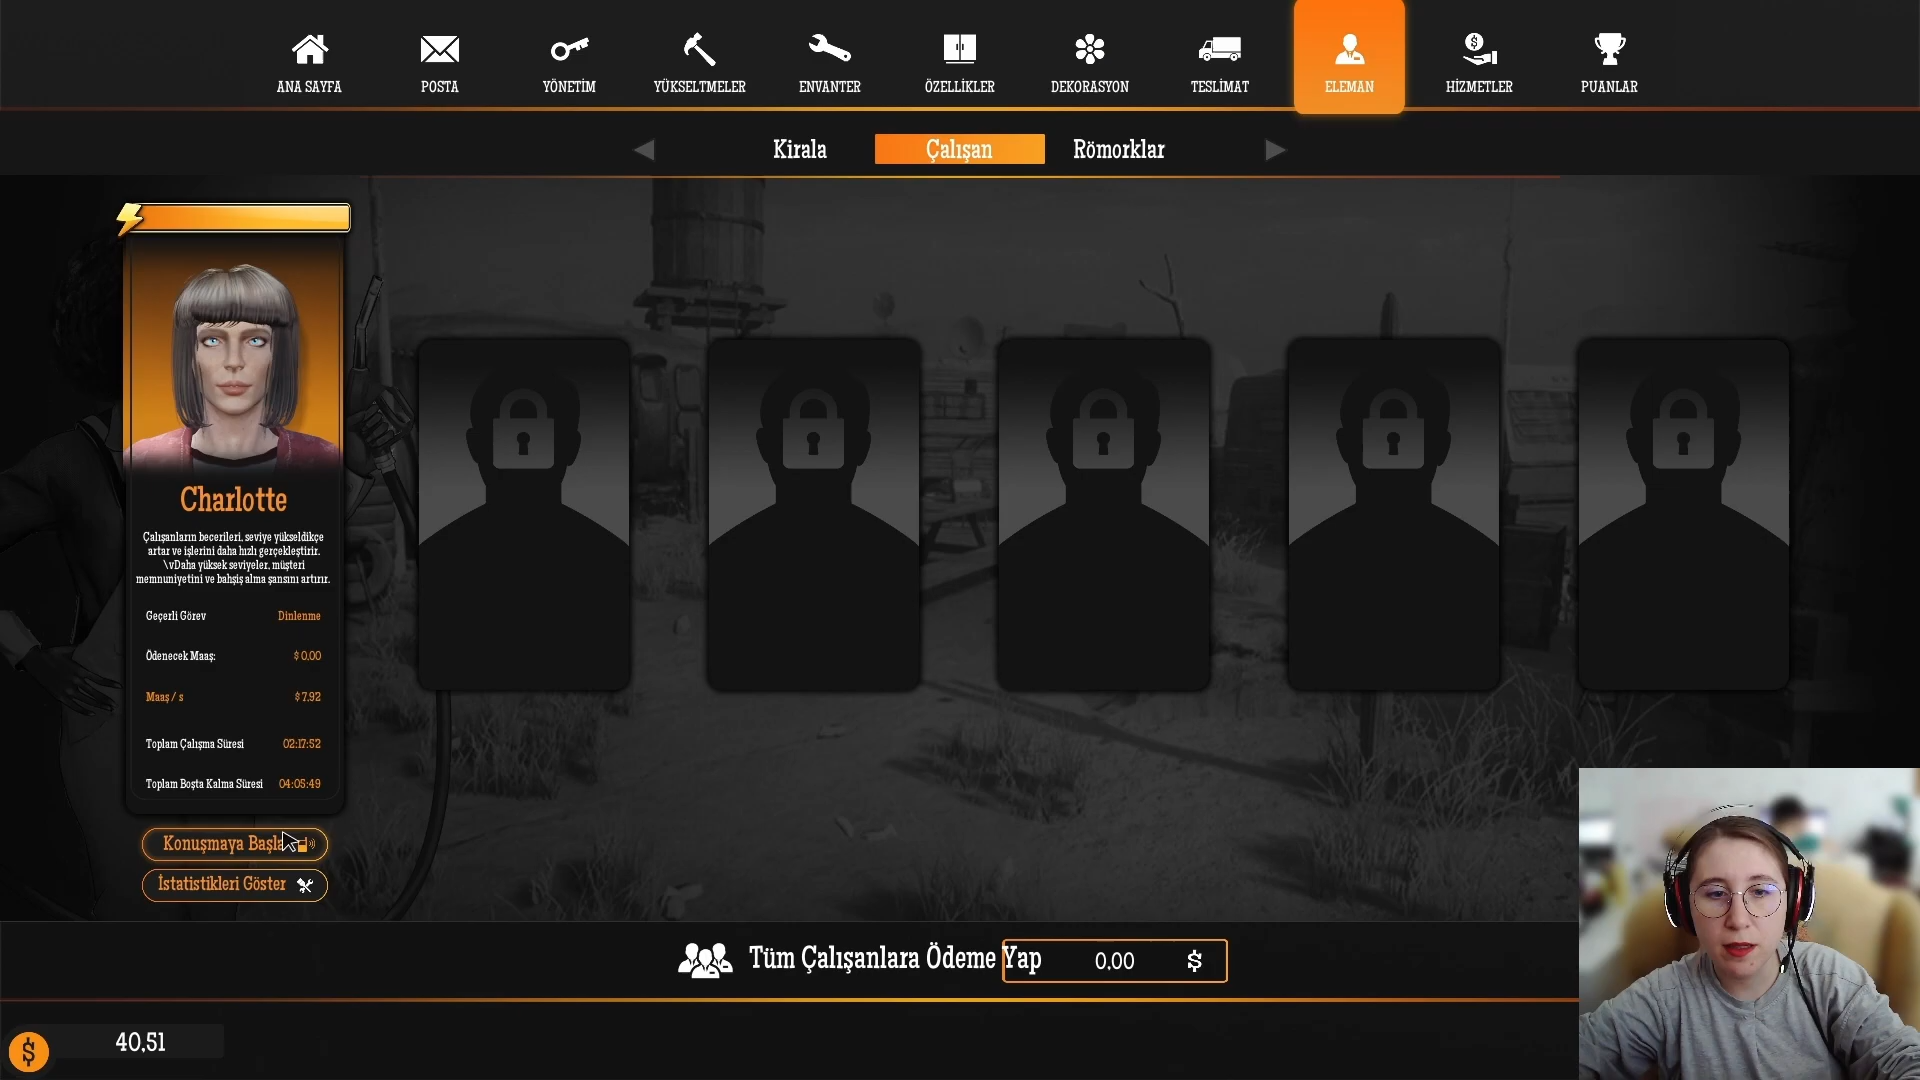 ANA SAYFA
POSTA
YÖNETİM
YÜKSELTMELER
ENVANTER
ÖZELLİKLER
DEKORASYON
TESLİMAT
ELEMAN
HİZMETLER
PUANLAR
Kirala
Çalışan
Römorklar
Charlotte
Çalışanların becerileri, seviye yükseldikçe
artar ve işlerini daha hızlı gerçekleştirir.
\vDaha yüksek seviyeler, müşteri
memnuniyetini ve bahşiş alma şansını artırır.
Geçerli Görev Dinlenme
Ödenecek Maaş: $ 0.00
Maaş / s $ 7.92
Toplam Çalışma Süresi 02:17:52
Toplam Boşta Kalma Süresi 04:05:49
Konuşmaya Başla
İstatistikleri Göster
Tüm Çalışanlara Ödeme Yap 0,00 $
$ 40,51